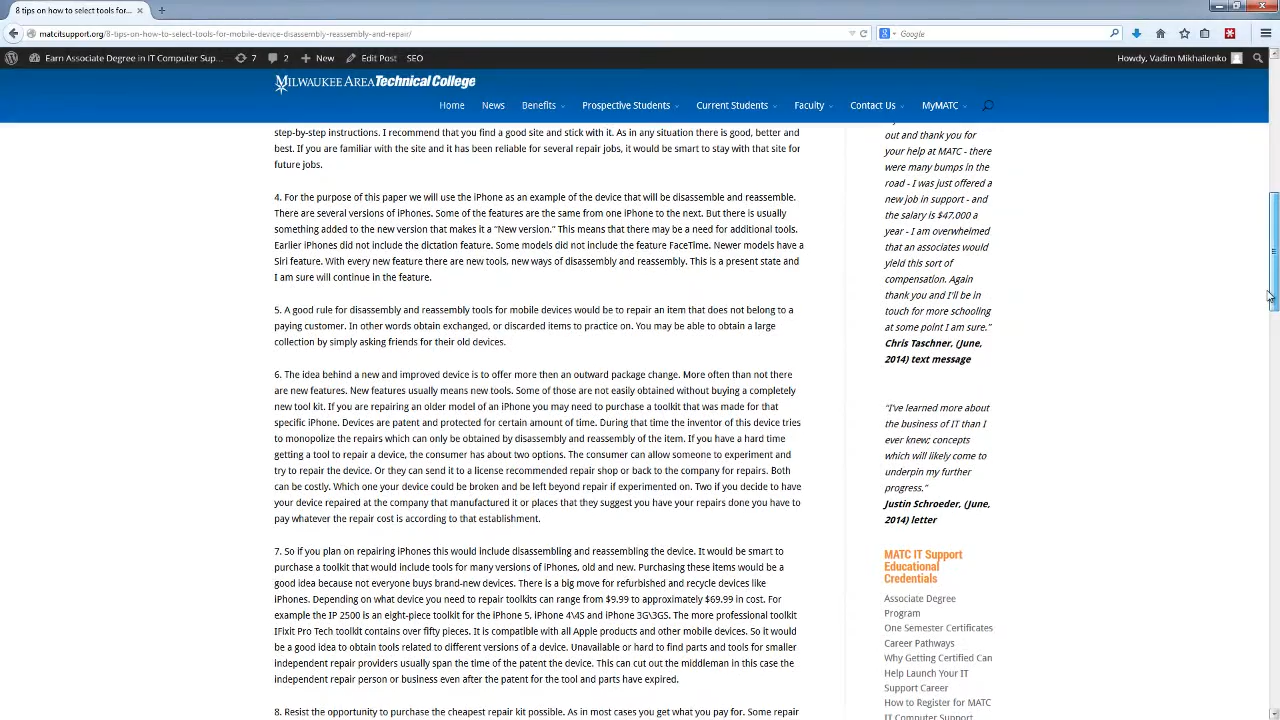 8 tips on how to select tools for...
matcitsupport.org/8-tips-on-how-to-select-tools-for-mobile-device-disassembly-reassembly-and-repair/
Google
Earn Associate Degree in IT Computer Sup...
7
2
New
Edit Post
SEO
Howdy, Vadim Mikhailenko
MILWAUKEE AREA Technical College
Home
News
Benefits
Prospective Students
Current Students
Faculty
Contact Us
MyMATC
step-by-step instructions. I recommend that you find a good site and stick with it. As in any situation there is good, better and
best. If you are familiar with the site and it has been reliable for several repair jobs, it would be smart to stay with that site for
future jobs.
4. For the purpose of this paper we will use the iPhone as an example of the device that will be disassemble and reassemble.
There are several versions of iPhones. Some of the features are the same from one iPhone to the next. But there is usually
something added to the new version that makes it a “New version.” This means that there may be a need for additional tools.
Earlier iPhones did not include the dictation feature. Some models did not include the feature FaceTime. Newer models have a
Siri feature. With every new feature there are new tools, new ways of disassembly and reassembly. This is a present state and
I am sure will continue in the feature.
5. A good rule for disassembly and reassembly tools for mobile devices would be to repair an item that does not belong to a
paying customer. In other words obtain exchanged, or discarded items to practice on. You may be able to obtain a large
collection by simply asking friends for their old devices.
6. The idea behind a new and improved device is to offer more then an outward package change. More often than not there
are new features. New features usually means new tools. Some of those are not easily obtained without buying a completely
new tool kit. If you are repairing an older model of an iPhone you may need to purchase a toolkit that was made for that
specific iPhone. Devices are patent and protected for certain amount of time. During that time the inventor of this device tries
to monopolize the repairs which can only be obtained by disassembly and reassembly of the item. If you have a hard time
getting a tool to repair a device, the consumer has about two options. The consumer can allow someone to experiment and
try to repair the device. Or they can send it to a license recommended repair shop or back to the company for repairs. Both
can be costly. Which one your device could be broken and be left beyond repair if experimented on. Two if you decide to have
your device repaired at the company that manufactured it or places that they suggest you have your repairs done you have to
pay whatever the repair cost is according to that establishment.
7. So if you plan on repairing iPhones this would include disassembling and reassembling the device. It would be smart to
purchase a toolkit that would include tools for various versions of iPhones, old and new. Purchasing these items would be a
good idea because not everyone buys brand-new devices. There is a big move for refurbished and recycle devices like
iPhones. Depending on what device you need to repair toolkits can range from $9.99 to approximately $69.99 in cost. For
example the IP 2500 is an eight-piece toolkit for the iPhone 5, iPhone 4\4S and iPhone 3G\3GS. The more professional toolkit
IFixit Pro Tech toolkit contains over fifty pieces. It is compatible with all Apple products and other mobile devices. So it would
be a good idea to obtain tools related to different versions of a device. Unavailable or hard to find parts and tools for smaller
independent repair providers usually span the time of the patent the device. This can cut out the middleman in this case the
independent repair person or business even after the patent for the tool and parts have expired.
8. Resist the opportunity to purchase the cheapest repair kit possible. As in most cases you get what you pay for. Some repair
out and thank you for
your help at MATC - there
were many bumps in the
road - I was just offered a
new job in support - and
the salary is $47.000 a
year - I am overwhelmed
that an associates would
yield this sort of
compensation. Again
thank you and I'll be in
touch for more schooling
at some point I am sure.”
Chris Taschner, (June,
2014) text message
“I've learned more about
the business of IT than I
ever knew; concepts
which will likely come to
underpin my further
progress.”
Justin Schroeder, (June,
2014) letter
MATC IT Support
Educational
Credentials
Associate Degree
Program
One Semester Certificates
Career Pathways
Why Getting Certified Can
Help Launch Your IT
Support Career
How to Register for MATC
IT Computer Support